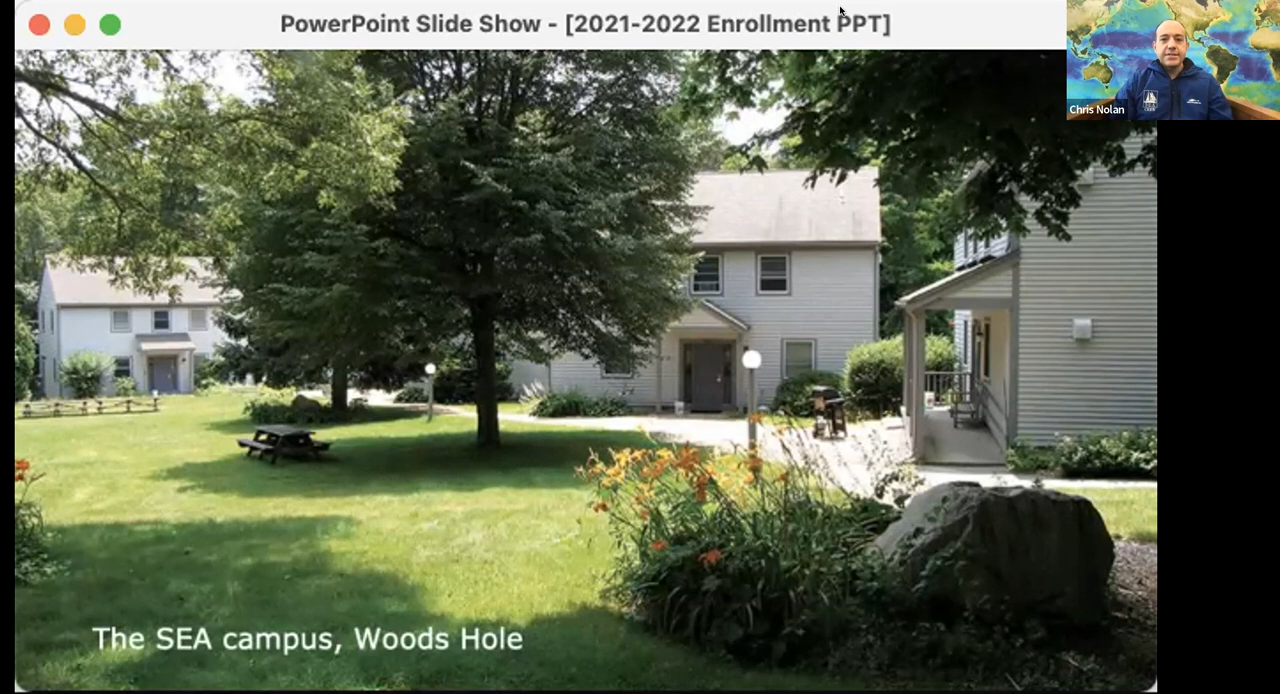 PowerPoint Slide Show - [2021-2022 Enrollment PPT]
Chris Nolan
The SEA campus, Woods Hole